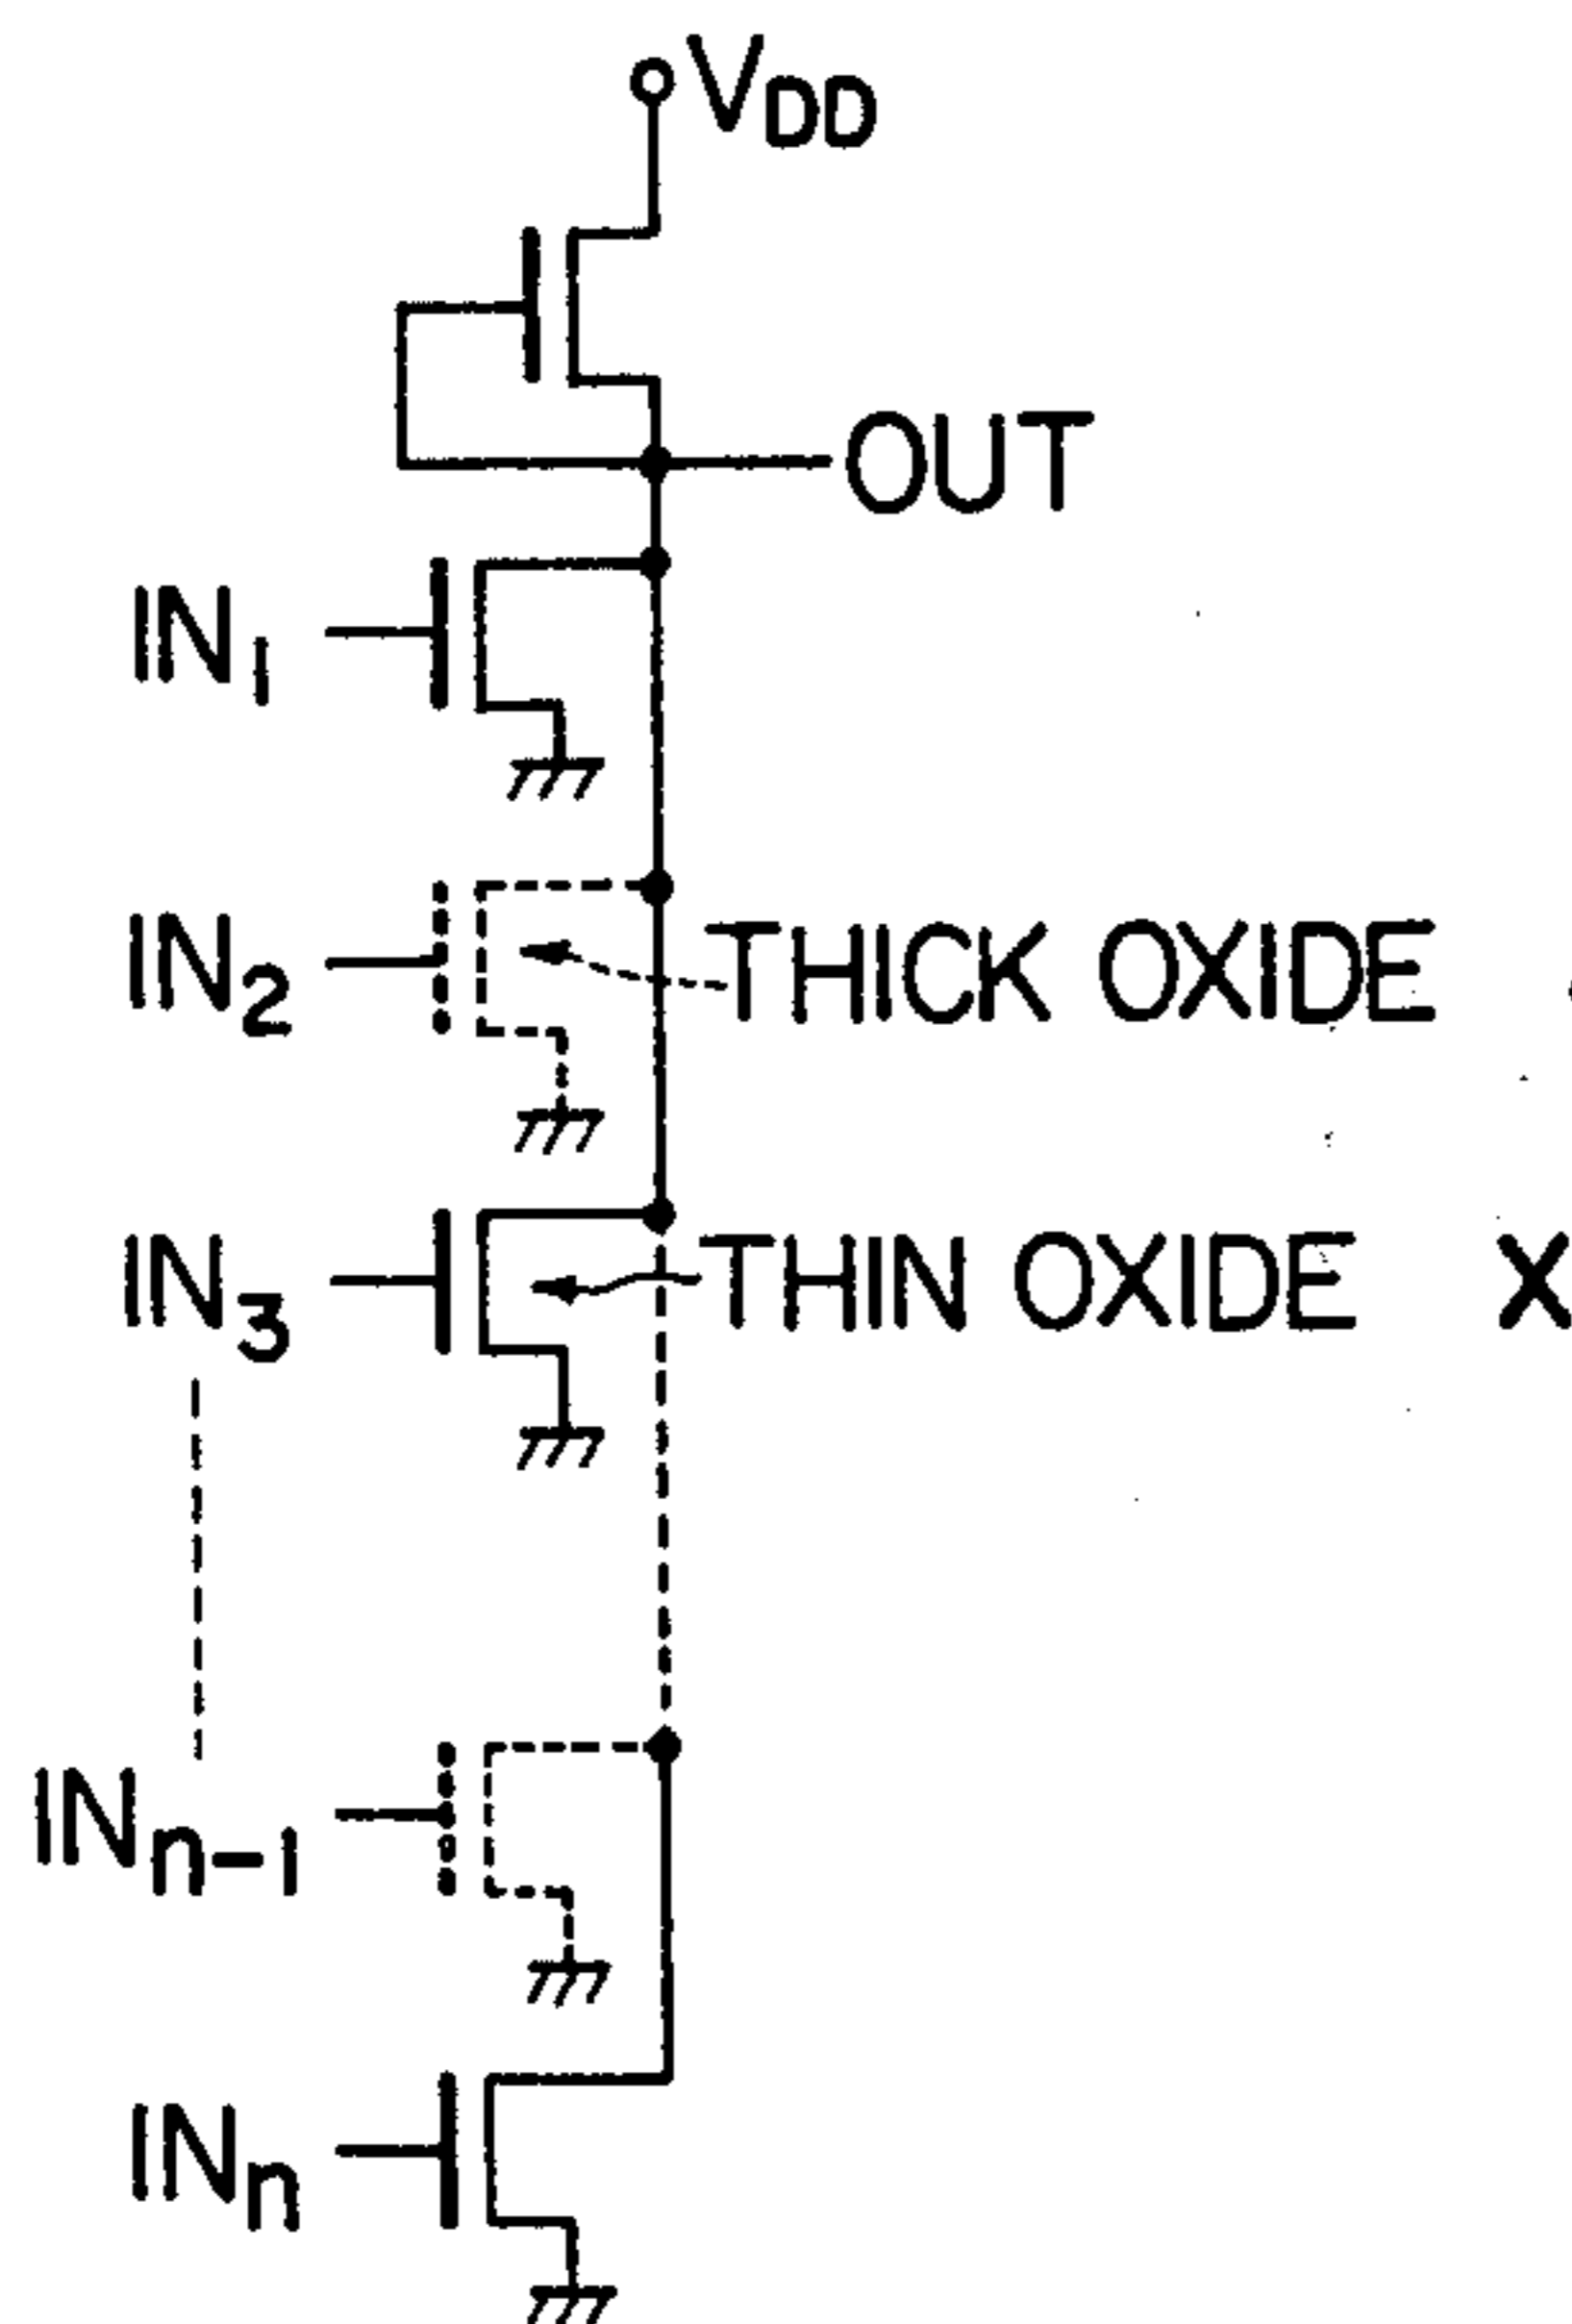 VDD
OUT
IN1
IN2 THICK OXIDE
IN3 THIN OXIDE X
INn-1
INn